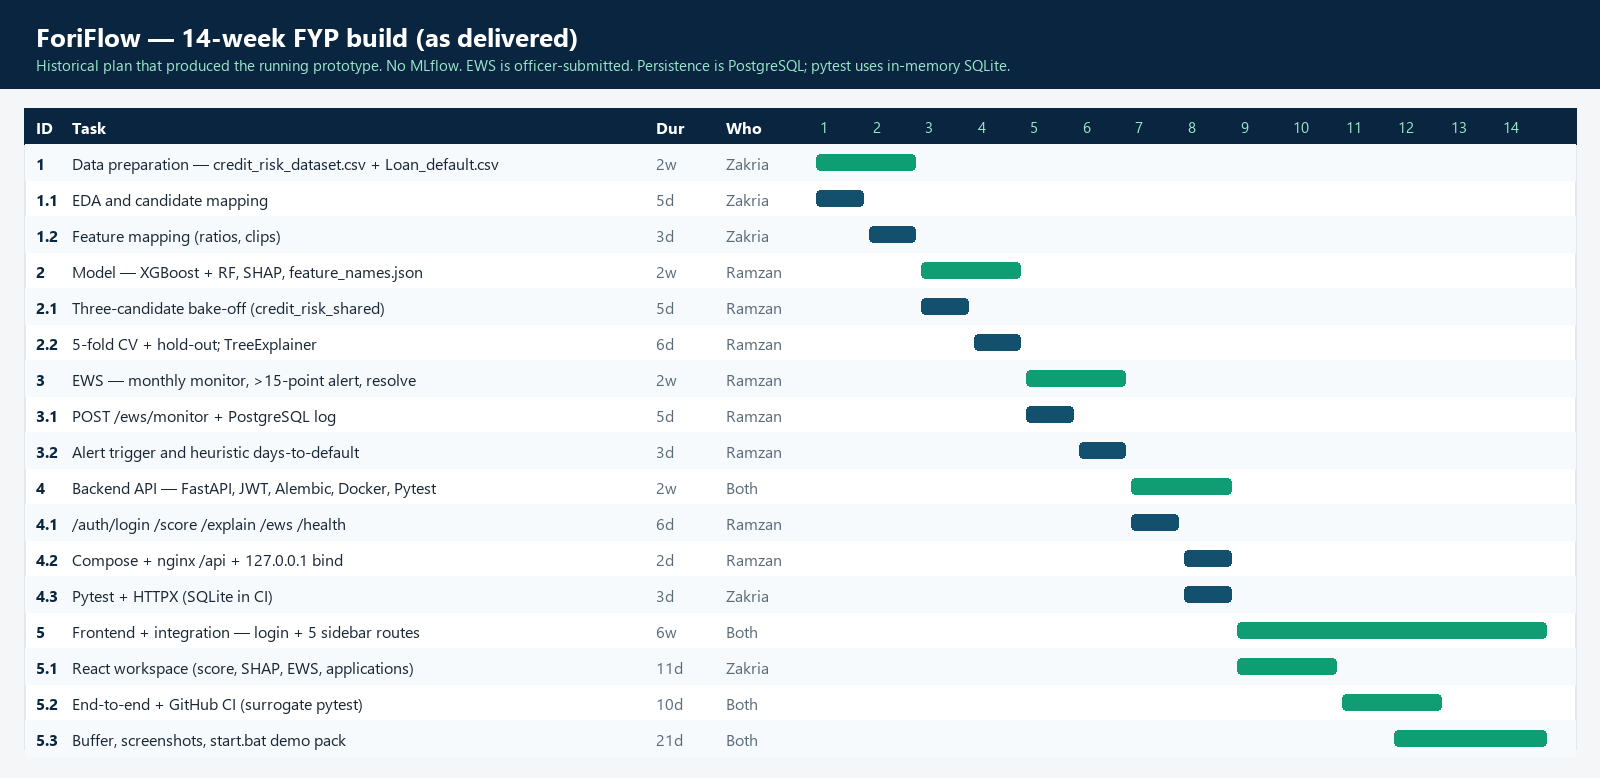 ForiFlow — 14-week FYP build (as delivered)
Historical plan that produced the running prototype. No MLflow. EWS is officer-submitted. Persistence is PostgreSQL; pytest uses in-memory SQLite.
ID Task Dur Who 1 2 3 4 5 6 7 8 9 10 11 12 13 14
1 Data preparation — credit_risk_dataset.csv + Loan_default.csv 2w Zakria
1.1 EDA and candidate mapping 5d Zakria
1.2 Feature mapping (ratios, clips) 3d Zakria
2 Model — XGBoost + RF, SHAP, feature_names.json 2w Ramzan
2.1 Three-candidate bake-off (credit_risk_shared) 5d Ramzan
2.2 5-fold CV + hold-out; TreeExplainer 6d Ramzan
3 EWS — monthly monitor, >15-point alert, resolve 2w Ramzan
3.1 POST /ews/monitor + PostgreSQL log 5d Ramzan
3.2 Alert trigger and heuristic days-to-default 3d Ramzan
4 Backend API — FastAPI, JWT, Alembic, Docker, Pytest 2w Both
4.1 /auth/login /score /explain /ews /health 6d Ramzan
4.2 Compose + nginx /api + 127.0.0.1 bind 2d Ramzan
4.3 Pytest + HTTPX (SQLite in CI) 3d Zakria
5 Frontend + integration — login + 5 sidebar routes 6w Both
5.1 React workspace (score, SHAP, EWS, applications) 11d Zakria
5.2 End-to-end + GitHub CI (surrogate pytest) 10d Both
5.3 Buffer, screenshots, start.bat demo pack 21d Both